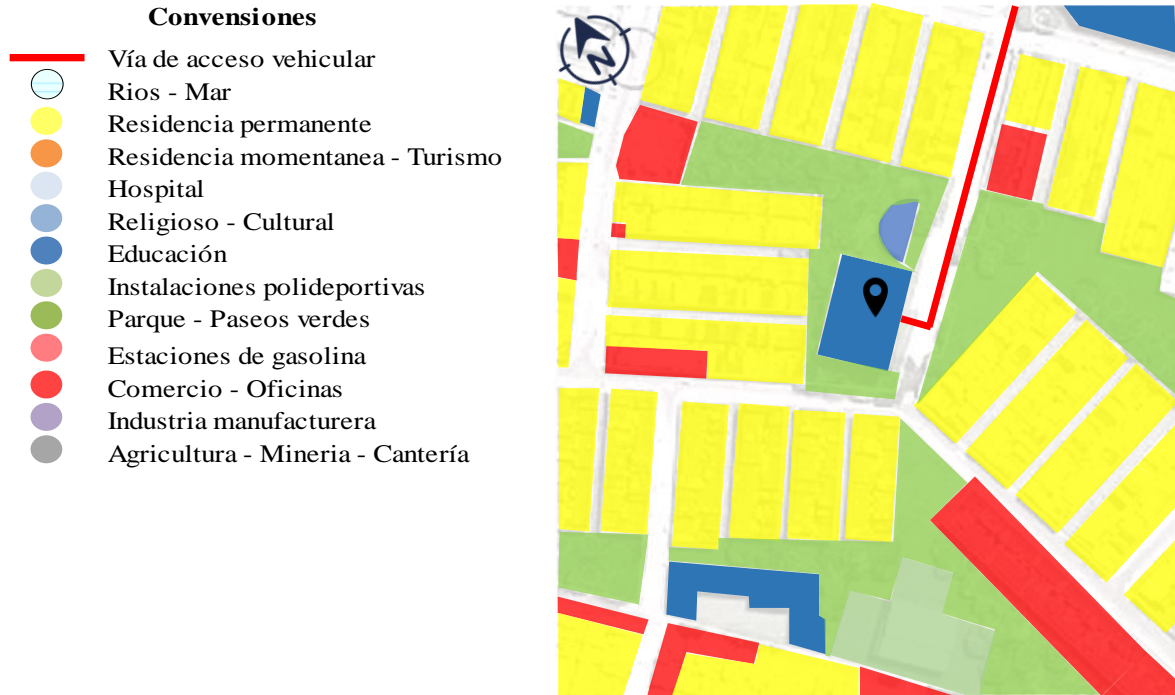 Convensiones
Vía de acceso vehicular
Rios - Mar
Residencia permanente
Residencia momentanea - Turismo
Hospital
Religioso - Cultural
Educación
Instalaciones polideportivas
Parque - Paseos verdes
Estaciones de gasolina
Comercio - Oficinas
Industria manufacturera
Agricultura - Mineria - Cantería
N